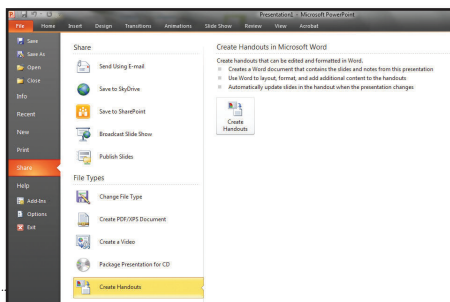 Presentation1 - Microsoft PowerPoint
File Home Insert Design Transitions Animations Slide Show Review View Acrobat
Save
Save As
Open
Close
Info
Recent
New
Print
Share
Help
Add-Ins
Options
Exit
Share
Send Using E-mail
Save to SkyDrive
Save to SharePoint
Broadcast Slide Show
Publish Slides
File Types
Change File Type
Create PDF/XPS Document
Create a Video
Package Presentation for CD
Create Handouts
Create Handouts in Microsoft Word
Create handouts that can be edited and formatted in Word.
Creates a Word document that contains the slides and notes from this presentation
Use Word to layout, format, and add additional content to the handouts
Automatically update slides in the handout when the presentation changes
Create
Handouts